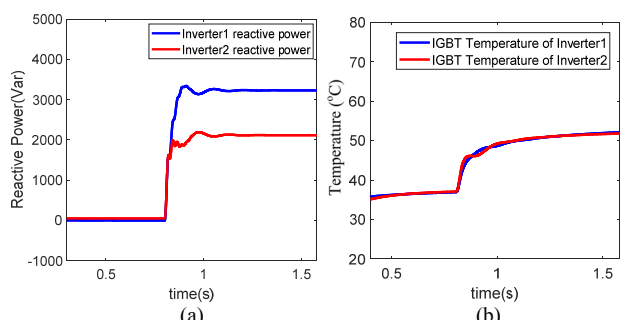 5000
4000
3000
2000
1000
0
-1000
Reactive Power(Var)
Inverter1 reactive power
Inverter2 reactive power
0.5
1
1.5
time(s)
(a)
80
70
60
50
40
30
20
Temperature (°C)
IGBT Temperature of Inverter1
IGBT Temperature of Inverter2
0.5
1
1.5
time(s)
(b)